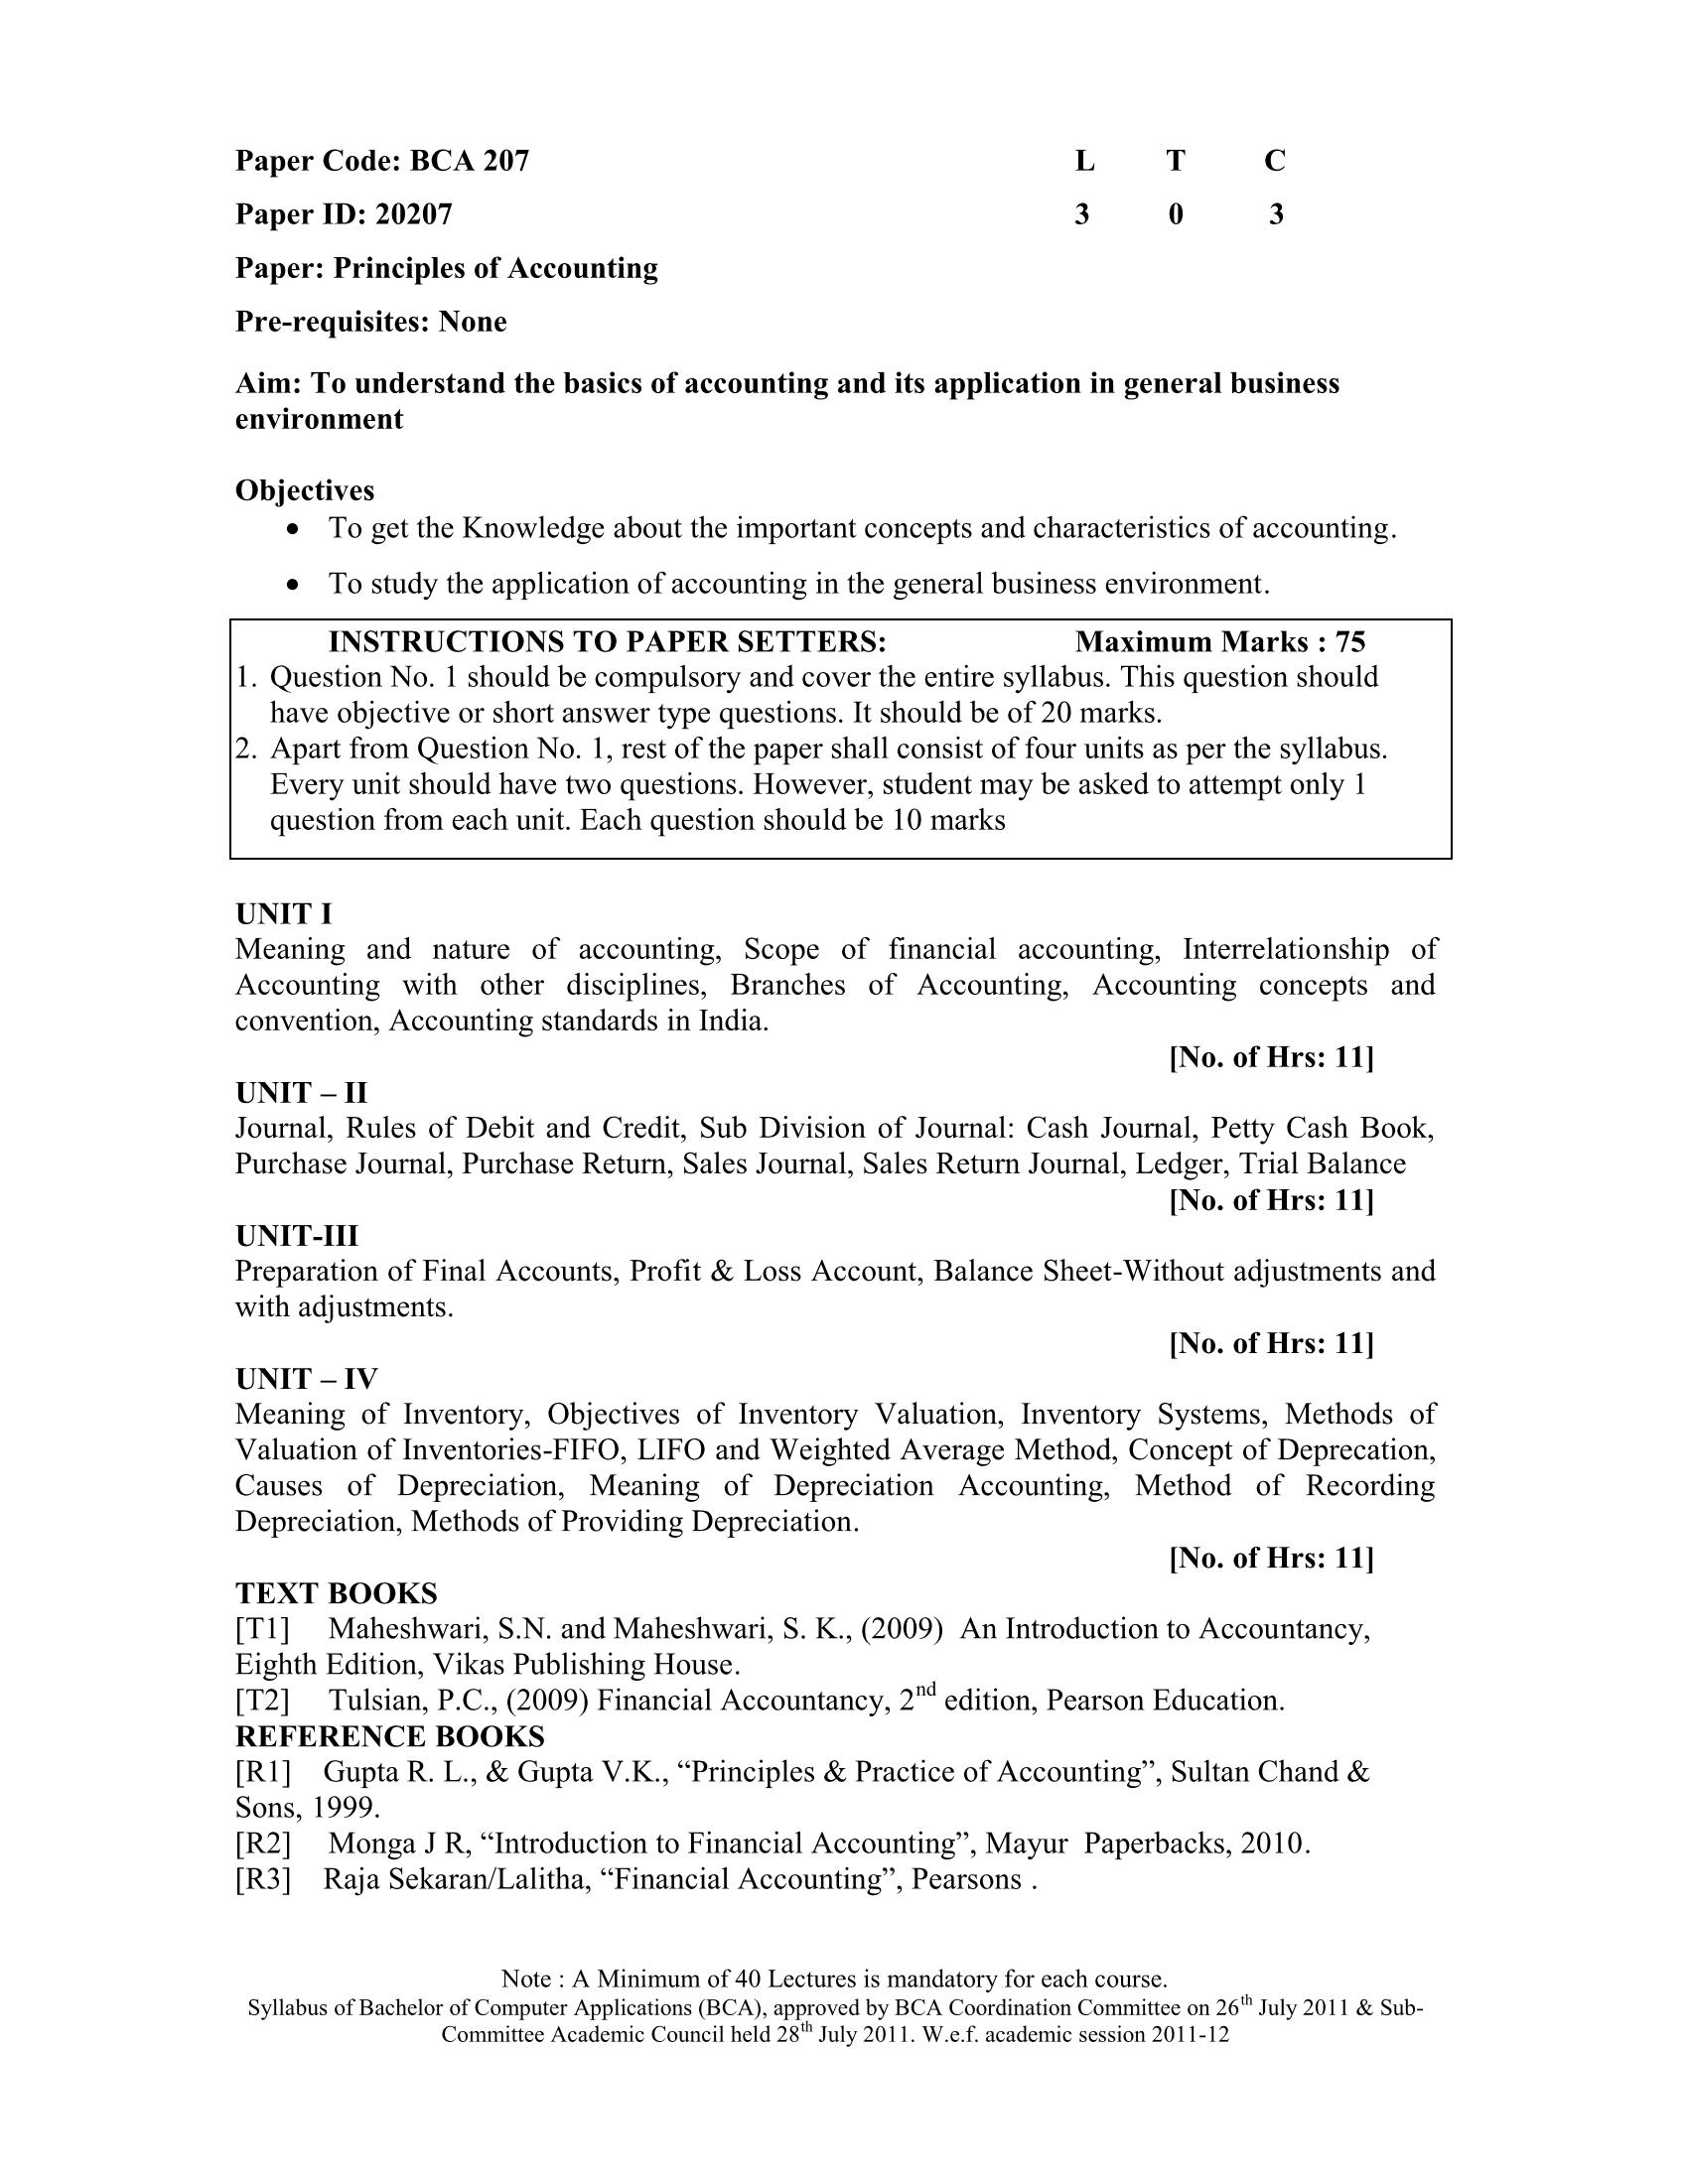 Paper Code: BCA 207 L T C
Paper ID: 20207 3 0 3
Paper: Principles of Accounting
Pre-requisites: None
Aim: To understand the basics of accounting and its application in general business
environment
Objectives
• To get the Knowledge about the important concepts and characteristics of accounting.
• To study the application of accounting in the general business environment.
INSTRUCTIONS TO PAPER SETTERS: Maximum Marks : 75
1. Question No. 1 should be compulsory and cover the entire syllabus. This question should
have objective or short answer type questions. It should be of 20 marks.
2. Apart from Question No. 1, rest of the paper shall consist of four units as per the syllabus.
Every unit should have two questions. However, student may be asked to attempt only 1
question from each unit. Each question should be 10 marks
UNIT I
Meaning and nature of accounting, Scope of financial accounting, Interrelationship of
Accounting with other disciplines, Branches of Accounting, Accounting concepts and
convention, Accounting standards in India.
[No. of Hrs: 11]
UNIT – II
Journal, Rules of Debit and Credit, Sub Division of Journal: Cash Journal, Petty Cash Book,
Purchase Journal, Purchase Return, Sales Journal, Sales Return Journal, Ledger, Trial Balance
[No. of Hrs: 11]
UNIT-III
Preparation of Final Accounts, Profit & Loss Account, Balance Sheet-Without adjustments and
with adjustments.
[No. of Hrs: 11]
UNIT – IV
Meaning of Inventory, Objectives of Inventory Valuation, Inventory Systems, Methods of
Valuation of Inventories-FIFO, LIFO and Weighted Average Method, Concept of Deprecation,
Causes of Depreciation, Meaning of Depreciation Accounting, Method of Recording
Depreciation, Methods of Providing Depreciation.
[No. of Hrs: 11]
TEXT BOOKS
[T1] Maheshwari, S.N. and Maheshwari, S. K., (2009) An Introduction to Accountancy,
Eighth Edition, Vikas Publishing House.
[T2] Tulsian, P.C., (2009) Financial Accountancy, 2nd edition, Pearson Education.
REFERENCE BOOKS
[R1] Gupta R. L., & Gupta V.K., “Principles & Practice of Accounting”, Sultan Chand &
Sons, 1999.
[R2] Monga J R, “Introduction to Financial Accounting”, Mayur Paperbacks, 2010.
[R3] Raja Sekaran/Lalitha, “Financial Accounting”, Pearsons .
Note : A Minimum of 40 Lectures is mandatory for each course.
Syllabus of Bachelor of Computer Applications (BCA), approved by BCA Coordination Committee on 26th July 2011 & Sub-
Committee Academic Council held 28th July 2011. W.e.f. academic session 2011-12